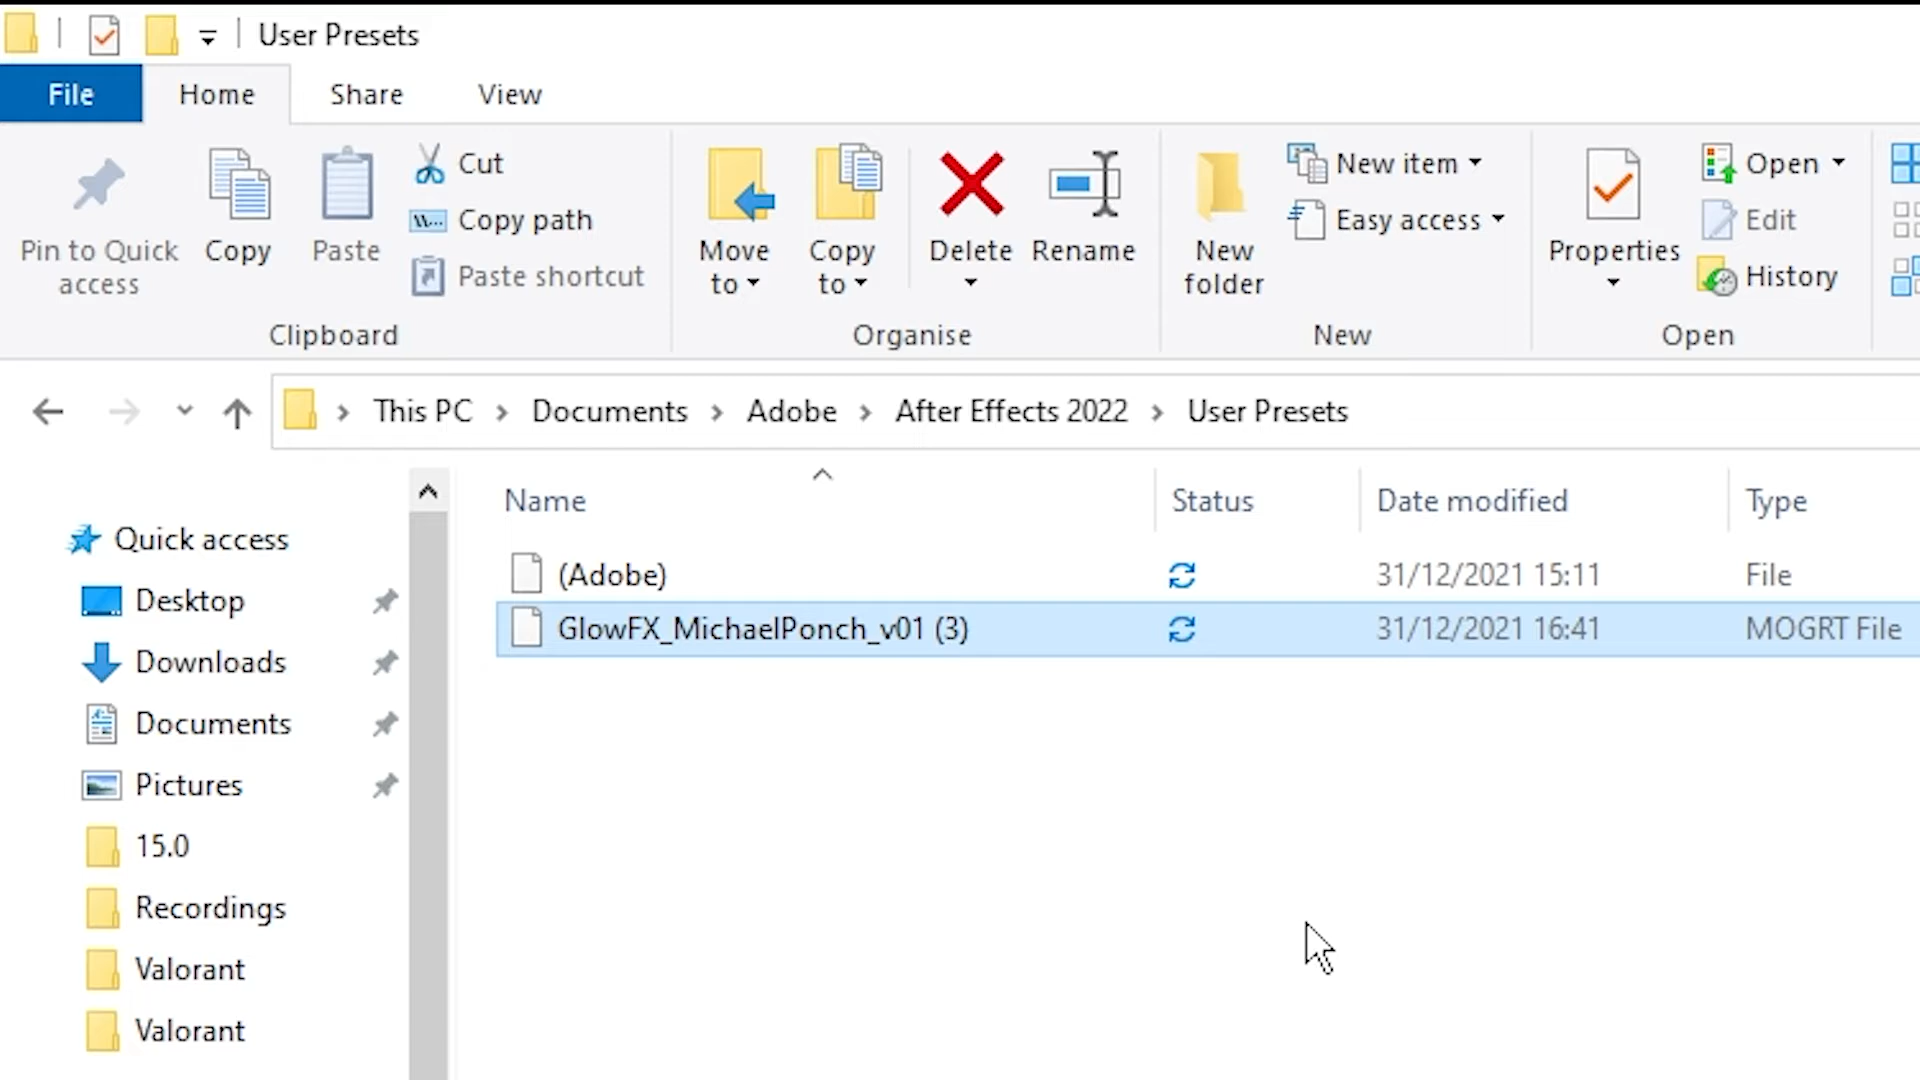 User Presets
File Home Share View
Pin to Quick access
Copy
Paste
Cut
Copy path
Paste shortcut
Clipboard
Move to
Copy to
Delete
Rename
Organise
New folder
New item
Easy access
New
Properties
Open
Edit
History
Open
This PC > Documents > Adobe > After Effects 2022 > User Presets
Name Status Date modified Type
(Adobe) 31/12/2021 15:11 File
GlowFX_MichaelPonch_v01 (3) 31/12/2021 16:41 MOGRT File
Quick access
Desktop
Downloads
Documents
Pictures
15.0
Recordings
Valorant
Valorant